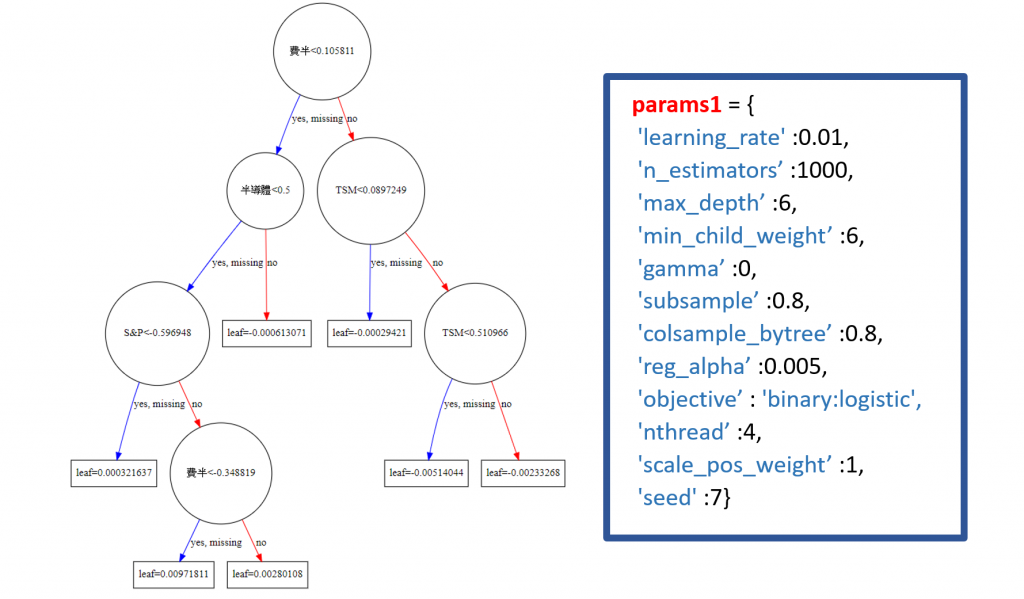 費半<0.105811
yes, missing
no
半導體<0.5
TSM<0.0897249
yes, missing
no
yes, missing
no
S&P<-0.596948
leaf=-0.000613071
leaf=-0.00029421
TSM<0.510966
yes, missing
no
yes, missing
no
leaf=0.000321637
費半<-0.348819
leaf=-0.00514044
leaf=-0.00233268
yes, missing
no
leaf=0.00971811
leaf=0.00280108
params1 = {
'learning_rate' :0.01,
'n_estimators’ :1000,
'max_depth’ :6,
'min_child_weight’ :6,
'gamma’ :0,
'subsample’ :0.8,
'colsample_bytree’ :0.8,
'reg_alpha’ :0.005,
'objective’ : 'binary:logistic',
'nthread’ :4,
'scale_pos_weight’ :1,
'seed' :7}